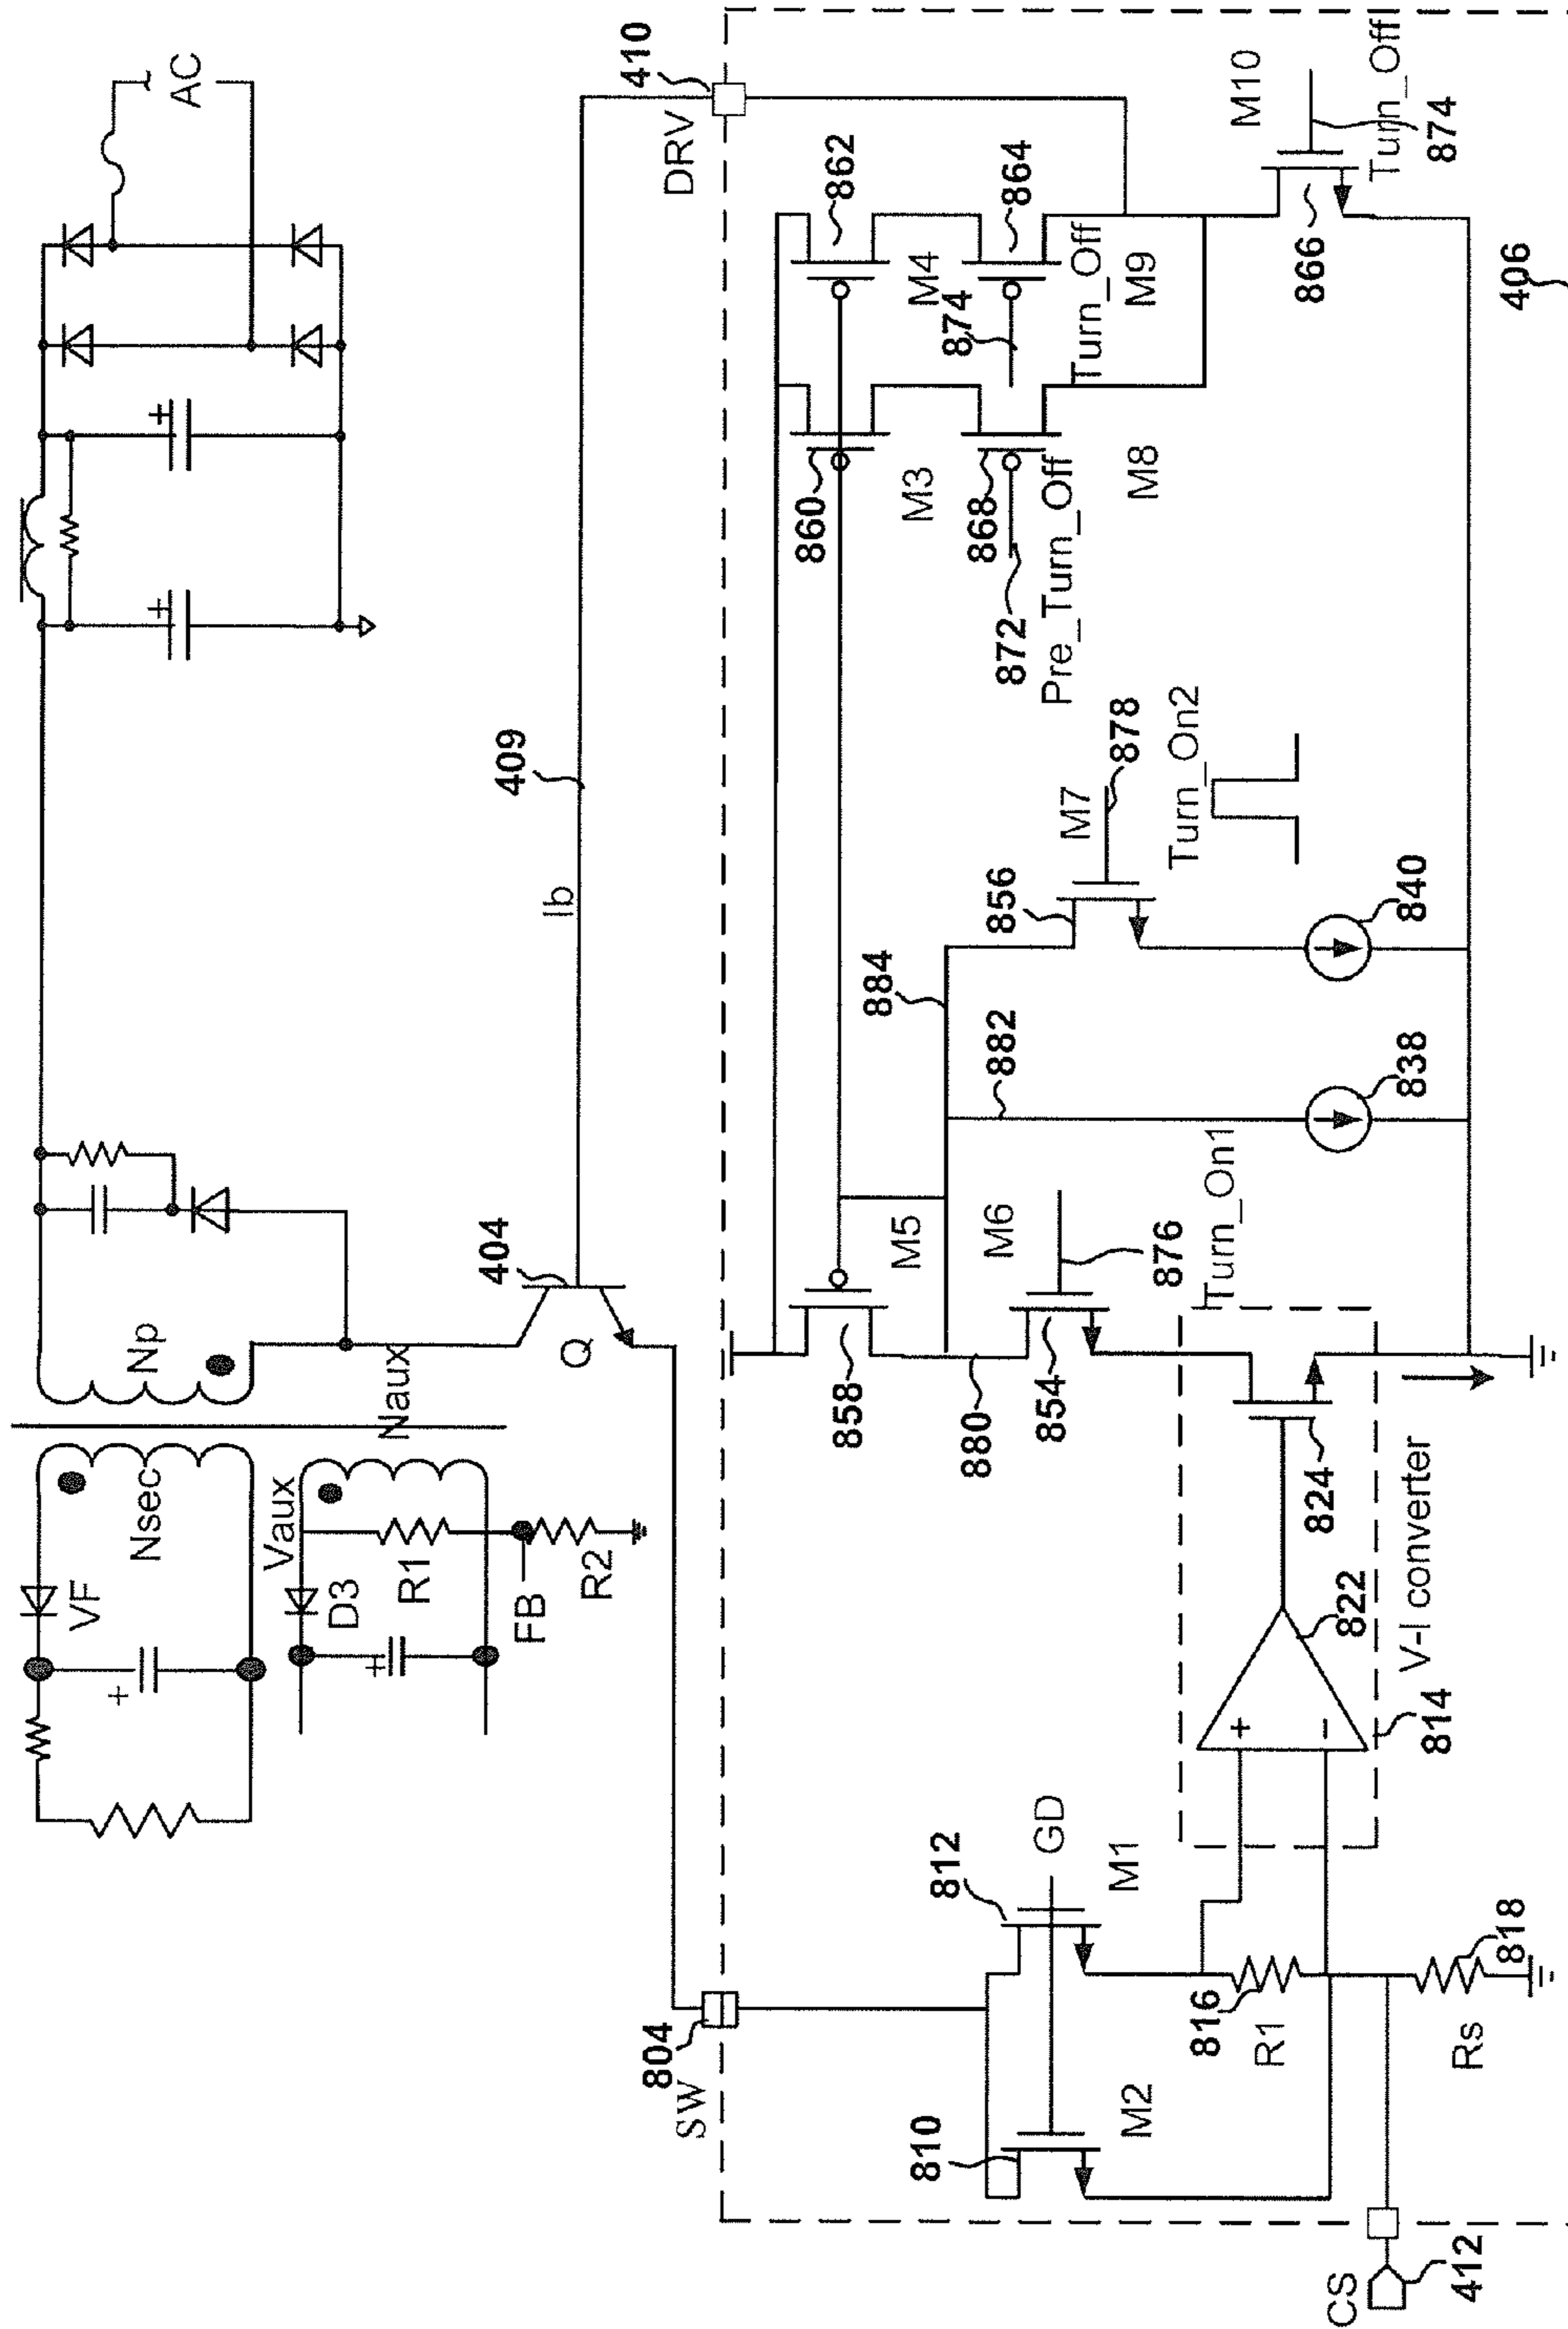 VF
Nsec
Np
AC
Vaux
Naux
D3
R1
FB
R2
Q
404
Ib
409
DRV
410
SW
804
810
812
GD
M2
M1
816
R1
818
Rs
CS
412
814
V-I converter
822
824
+
-
858
M5
880
854
M6
876
Turn_On1
884
882
856
M7
878
Turn_On2
838
840
860
M3
862
M4
868
M8
872
Pre_Turn_Off
864
874
Turn_Off
M9
866
M10
Turn_Off
874
406
+
+
+
+